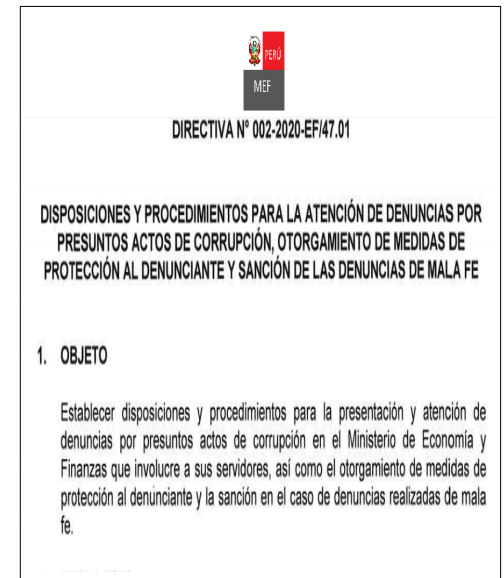 PERÚ
MEF
DIRECTIVA N° 002-2020-EF/47.01
DISPOSICIONES Y PROCEDIMIENTOS PARA LA ATENCIÓN DE DENUNCIAS POR
PRESUNTOS ACTOS DE CORRUPCIÓN, OTORGAMIENTO DE MEDIDAS DE
PROTECCIÓN AL DENUNCIANTE Y SANCIÓN DE LAS DENUNCIAS DE MALA FE
1. OBJETO
Establecer disposiciones y procedimientos para la presentación y atención de
denuncias por presuntos actos de corrupción en el Ministerio de Economía y
Finanzas que involucre a sus servidores, así como el otorgamiento de medidas de
protección al denunciante y la sanción en el caso de denuncias realizadas de mala
fe.